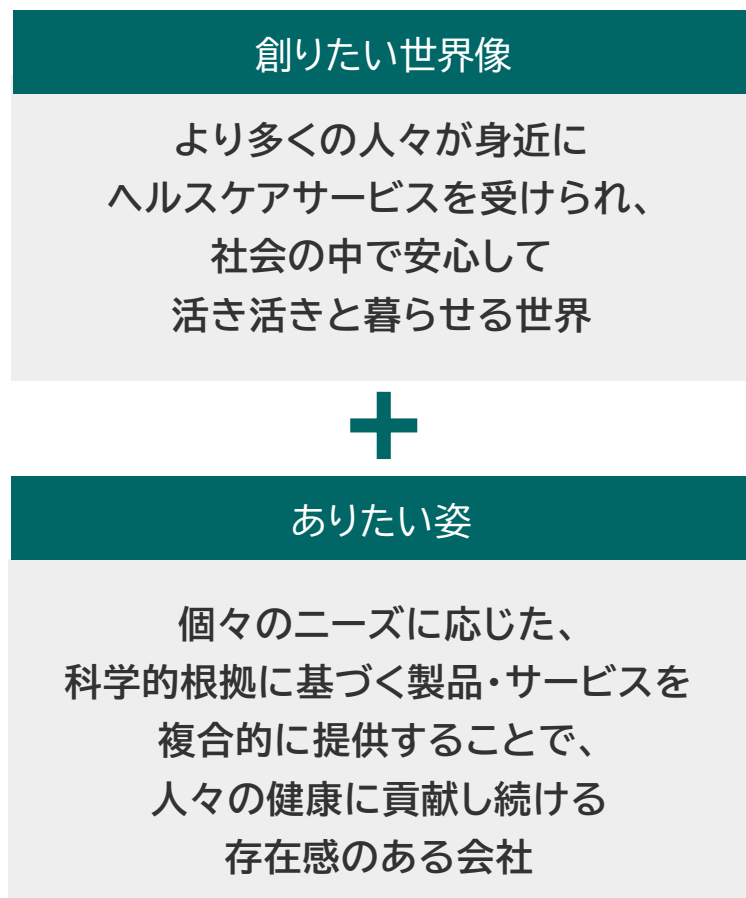 創りたい世界像
より多くの人々が身近に
ヘルスケアサービスを受けられ、
社会の中で安心して
活き活きと暮らせる世界
+
ありたい姿
個々のニーズに応じた、
科学的根拠に基づく製品・サービスを
複合的に提供することで、
人々の健康に貢献し続ける
存在感のある会社